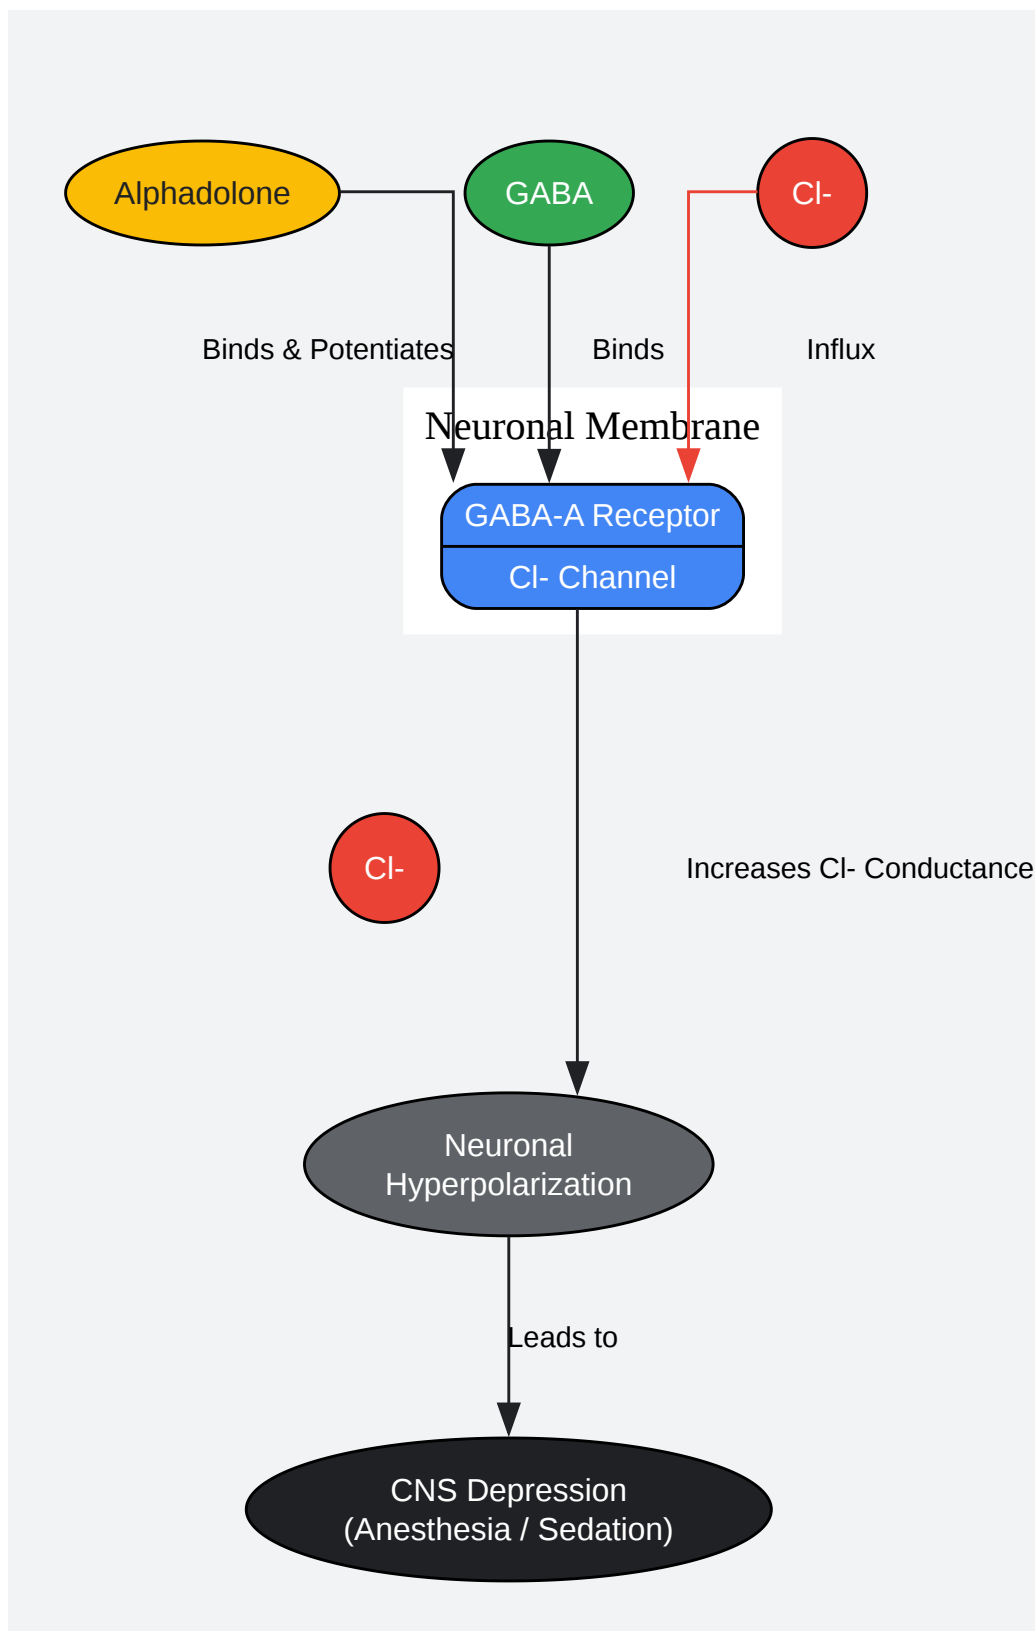 Alphadolone
GABA
Cl-
Binds & Potentiates
Binds
Influx
Neuronal Membrane
GABA-A Receptor
Cl- Channel
Cl-
Increases Cl- Conductance
Neuronal
Hyperpolarization
Leads to
CNS Depression
(Anesthesia / Sedation)